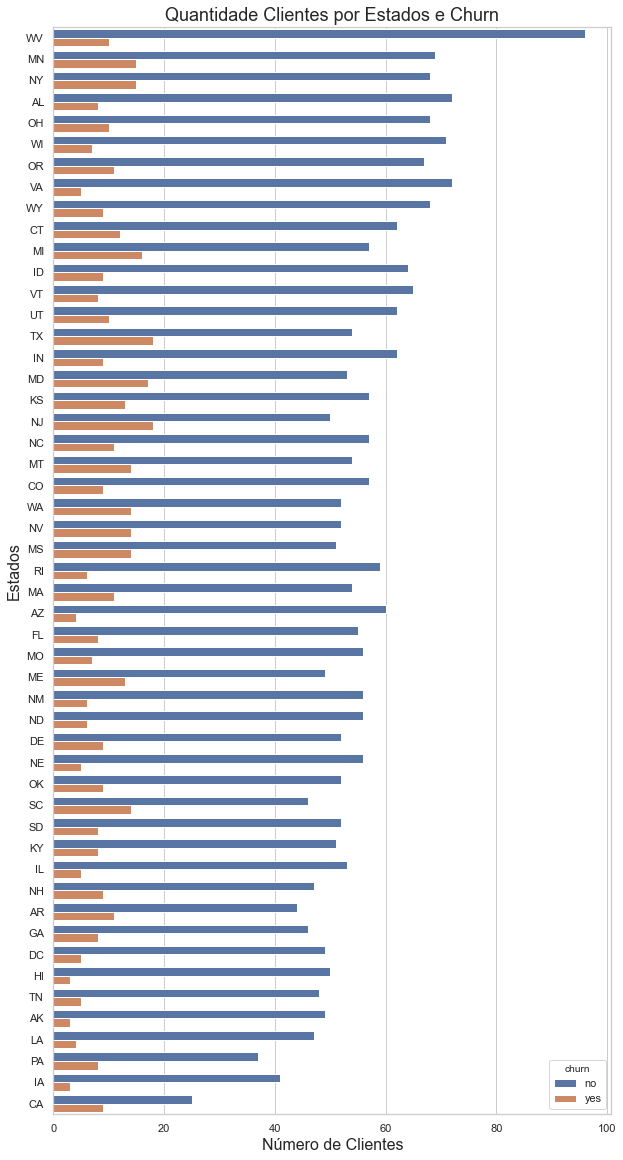 Quantidade Clientes por Estados e Churn
Estados
WV
MN
NY
AL
OH
WI
OR
VA
WY
CT
MI
ID
VT
UT
TX
IN
MD
KS
NJ
NC
MT
CO
WA
NV
MS
RI
MA
AZ
FL
MO
ME
NM
ND
DE
NE
OK
SC
SD
KY
IL
NH
AR
GA
DC
HI
TN
AK
LA
PA
IA
CA
churn
no
yes
0 20 40 60 80 100
Número de Clientes